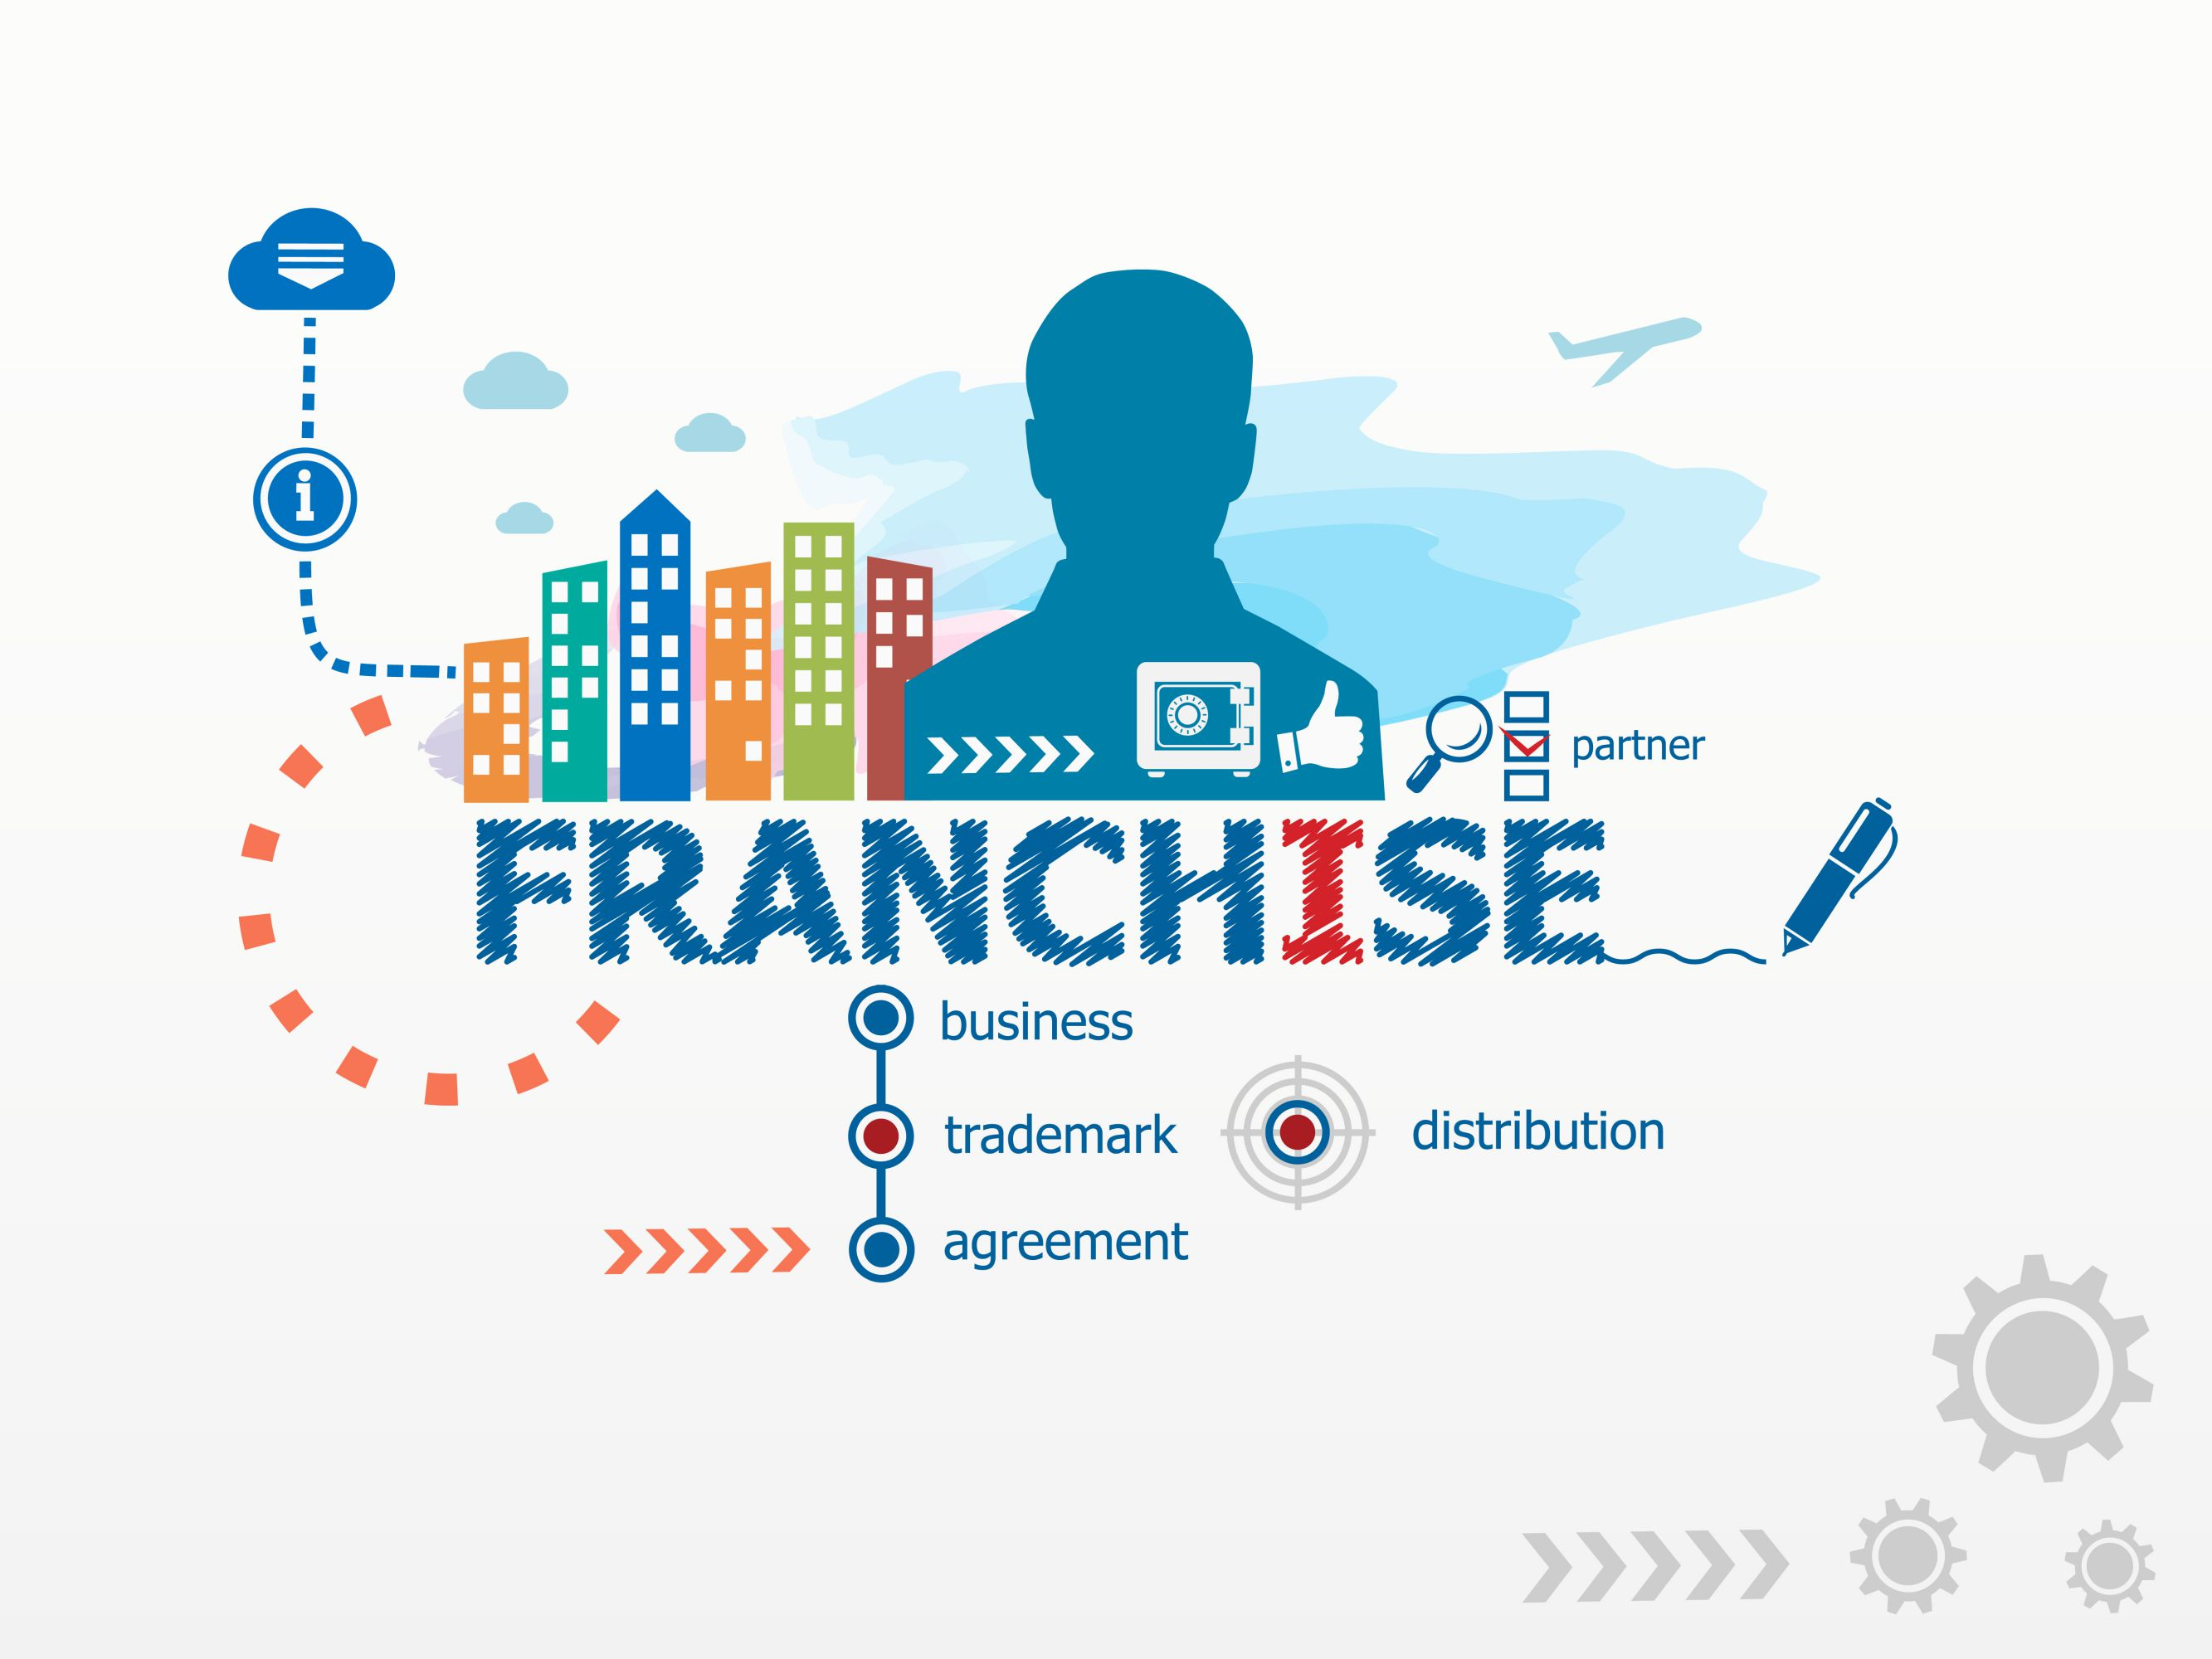 i
partner
FRANCHISE
business
trademark
distribution
agreement